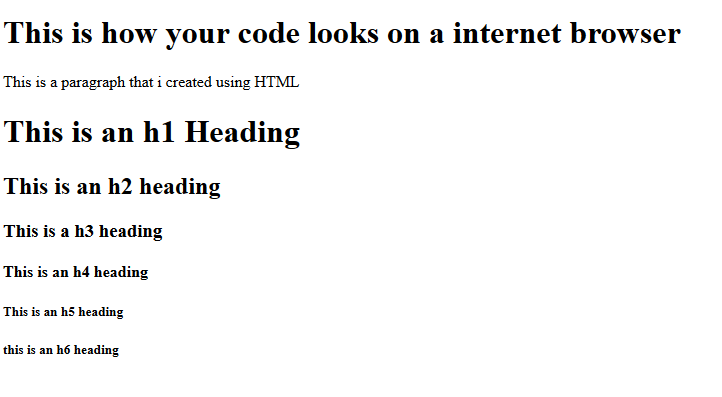 This is how your code looks on a internet browser
This is a paragraph that i created using HTML
This is an h1 Heading
This is an h2 heading
This is a h3 heading
This is an h4 heading
This is an h5 heading
this is an h6 heading